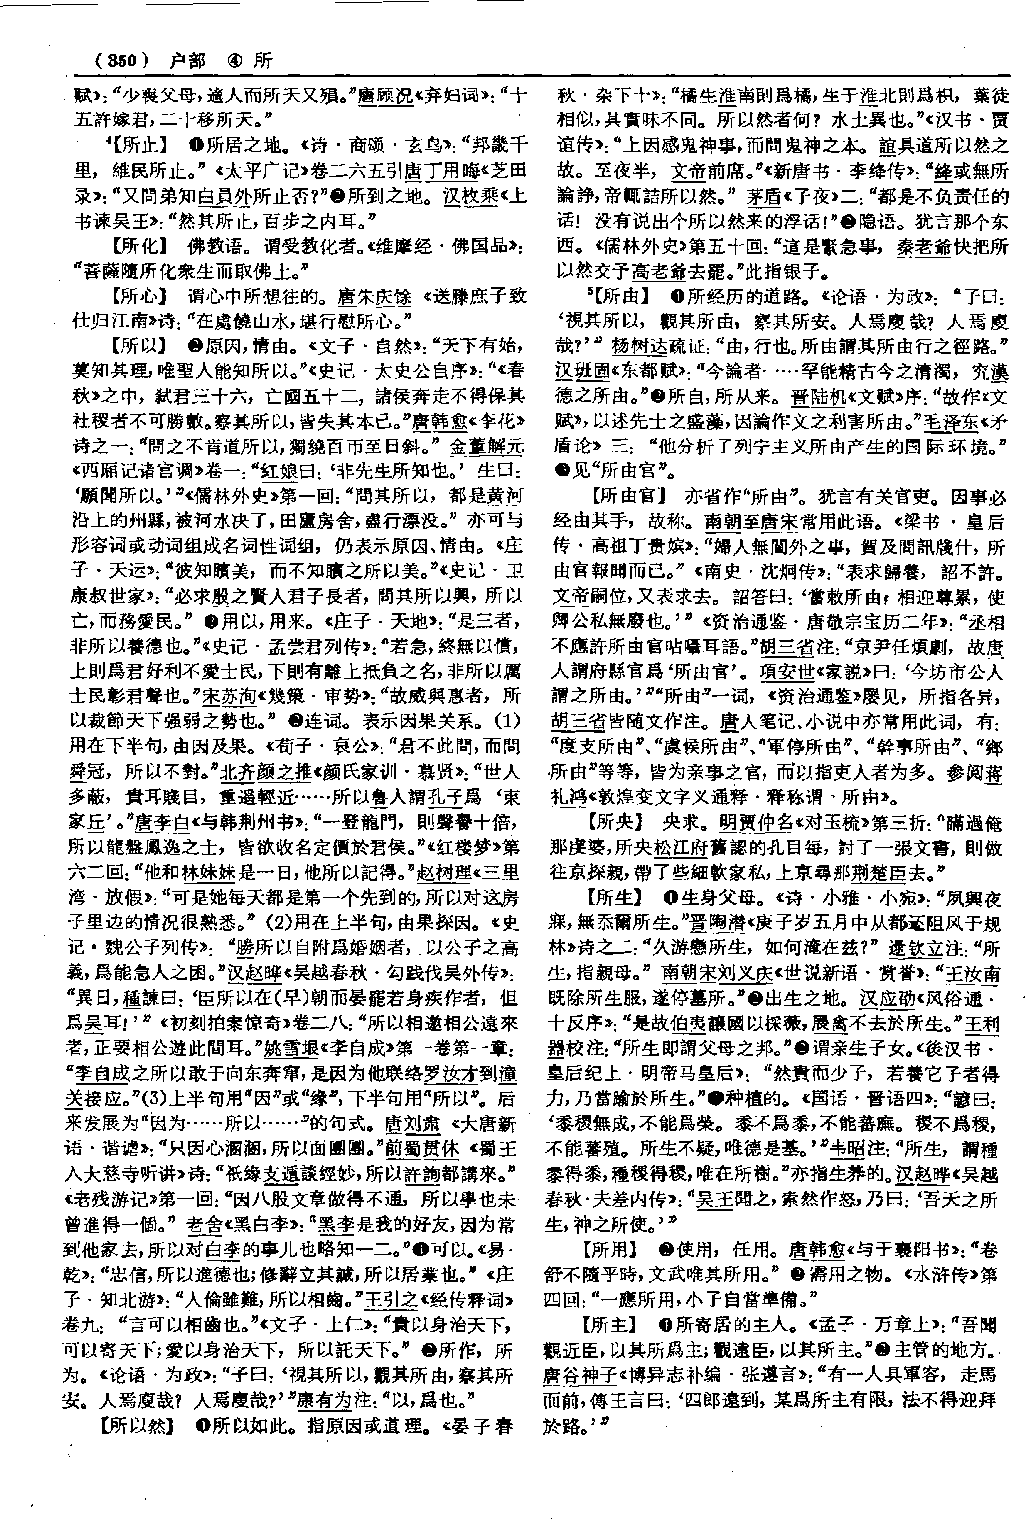 （350） 户部 ④ 所
赋》：“少喪父母，適人而所天又殞。”唐顾况《弃妇词》：“十
五許嫁君，二十移所天。”
4【所止】 ❶所居之地。《诗·商颂·玄鸟》：“邦畿千
里，維民所止。”《太平广记》卷二六五引唐丁用晦《芝田
录》：“又問弟知白員外所止否？”❷所到之地。汉枚乘《上
书谏吴王》：“然其所止，百步之内耳。”
【所化】 佛教语。谓受教化者。《维摩经·佛国品》：
“菩薩隨所化衆生而取佛土。”
【所心】 谓心中所想往的。唐朱庆馀《送滕庶子致
仕归江南》诗：“在處饒山水，堪行慰所心。”
【所以】 ❶原因，情由。《文子·自然》：“天下有始，
莫知其理，唯聖人能知所以。”《史记·太史公自序》：“《春
秋》之中，弑君三十六，亡國五十二，諸侯奔走不得保其
社稷者不可勝數。察其所以，皆失其本已。”唐韩愈《李花》
诗之一：“問之不肯道所以，獨繞百帀至日斜。”金董解元
《西厢记诸宫调》卷一：“红娘曰：‘非先生所知也。’生曰：
‘願聞所以。’”《儒林外史》第一回：“問其所以，都是黄河
沿上的州縣，被河水决了，田廬房舍，盡行漂没。”亦可与
形容词或动词组成名词性词组，仍表示原因、情由。《庄
子·天运》：“彼知矉美，而不知矉之所以美。”《史记·卫
康叔世家》：“必求殷之賢人君子長者，問其所以興，所以
亡，而務愛民。”❷用以，用来。《庄子·天地》：“是三者，
非所以養德也。”《史记·孟尝君列传》：“若急，終無以償，
上則爲君好利不愛士民，下則有離上抵負之名，非所以厲
士民彰君聲也。”宋苏洵《幾策·审势》：“故威與惠者，所
以裁節天下强弱之勢也。”❸连词。表示因果关系。(1)
用在下半句，由因及果。《荀子·哀公》：“君不此問，而問
舜冠，所以不對。”北齐颜之推《颜氏家训·慕贤》：“世人
多蔽，貴耳賤目，重遥輕近……所以魯人謂孔子爲‘東
家丘’。”唐李白《与韩荆州书》：“一登龍門，則聲譽十倍，
所以龍盤鳳逸之士，皆欲收名定價於君侯。”《红楼梦》第
六二回：“他和林妹妹是一日，他所以記得。”赵树理《三里
湾·放假》：“可是她每天都是第一个先到的，所以对这房
子里边的情况很熟悉。”(2)用在上半句，由果探因。《史
记·魏公子列传》：“勝所以自附爲婚姻者，以公子之高
義，爲能急人之困。”汉赵晔《吴越春秋·勾践伐吴外传》：
“異日，種諫曰：‘臣所以在(早)朝而晏罷若身疾作者，但
爲吴耳！’”《初刻拍案惊奇》卷二八：“所以相邀相公遠來
者，正要相公遊此間耳。”姚雪垠《李自成》第一卷第一章：
“李自成之所以敢于向东奔窜，是因为他联络罗汝才到潼
关接应。”(3)上半句用“因”或“缘”，下半句用“所以”。后
来发展为“因为……所以……”的句式。唐刘肃《大唐新
语·谐谑》：“只因心溷溷，所以面團團。”前蜀贯休《蜀王
入大慈寺听讲》诗：“衹缘支遁談經妙，所以許詢都講來。”
《老残游记》第一回：“因八股文章做得不通，所以學也未
曾進得一個。”老舍《黑白李》：“黑李是我的好友，因为常
到他家去，所以对白李的事儿也略知一二。”❹可以。《易·
乾》：“忠信，所以進德也；修辭立其誠，所以居業也。”《庄
子·知北游》：“人倫雖難，所以相齒。”王引之《经传释词》
卷九：“言可以相齒也。”《文子·上仁》：“貴以身治天下，
可以寄天下；愛以身治天下，所以託天下。”❺所作，所
为。《论语·为政》：“子曰：‘視其所以，觀其所由，察其所
安。人焉廋哉？人焉廋哉？’”康有为注：“以，爲也。”
【所以然】 ❶所以如此。指原因或道理。《晏子春
秋·杂下十》：“橘生淮南則爲橘，生于淮北則爲枳，葉徒
相似，其實味不同。所以然者何？水土異也。”《汉书·贾
谊传》：“上因感鬼神事，而問鬼神之本。誼具道所以然之
故。至夜半，文帝前席。”《新唐书·李绛传》：“絳或無所
論諍，帝輒詰所以然。”茅盾《子夜》二：“都是不负责任的
话！没有说出个所以然来的浮话！”❷隐语。犹言那个东
西。《儒林外史》第五十回：“這是緊急事，秦老爺快把所
以然交予高老爺去罷。”此指银子。
5【所由】 ❶所经历的道路。《论语·为政》：“子曰：
‘視其所以，觀其所由，察其所安。人焉廋哉？人焉廋
哉？’”杨树达疏证：“由，行也。所由謂其所由行之徑路。”
汉班固《东都赋》：“今論者……罕能精古今之清濁，究漢
德之所由。”❷所自，所从来。晋陆机《文赋》序：“故作《文
赋》，以述先士之盛藻，因論作文之利害所由。”毛泽东《矛
盾论》三：“他分析了列宁主义所由产生的国际环境。”
❸见“所由官”。
【所由官】 亦省作“所由”。犹言有关官吏。因事必
经由其手，故称。南朝至唐宋常用此语。《梁书·皇后
传·高祖丁贵嫔》：“婦人無閫外之事，賀及問訊牋什，所
由官報聞而已。”《南史·沈炯传》：“表求歸養，詔不許。
文帝嗣位，又表求去。詔答曰：‘當敕所由，相迎尊累，使
卿公私無廢也。’”《资治通鉴·唐敬宗宝历二年》：“丞相
不應許所由官呫囁耳語。”胡三省注：“京尹任煩劇，故唐
人謂府縣官爲‘所由官’。項安世《家説》曰：‘今坊市公人
謂之所由。’”“所由”一词，《资治通鉴》屡见，所指各异，
胡三省皆随文作注。唐人笔记、小说中亦常用此词，有：
“度支所由”、“虞候所由”、“軍停所由”、“幹事所由”、“鄉
所由”等等，皆为亲事之官，而以指吏人者为多。参阅蒋
礼鸿《敦煌变文字义通释·释称谓·所由》。
【所央】 央求。明贾仲名《对玉梳》第三折：“瞞過俺
那虔婆，所央松江府舊認的孔目每，討了一張文書，則做
往京探親，帶了些細軟家私，上京尋那荆楚臣去。”
【所生】 ❶生身父母。《诗·小雅·小宛》：“夙興夜
寐，無忝爾所生。”晋陶潜《庚子岁五月中从都还阻风于规
林》诗之二：“久游戀所生，如何淹在兹？”逯钦立注：“所
生，指親母。”南朝宋刘义庆《世说新语·赏誉》：“王汝南
既除所生服，遂停墓所。”❷出生之地。汉应劭《风俗通·
十反序》：“是故伯夷讓國以採薇，展禽不去於所生。”王利
器校注：“所生即謂父母之邦。”❸谓亲生子女。《後汉书·
皇后纪上·明帝马皇后》：“然貴而少子，若養它子者得
力，乃當踰於所生。”❹种植的。《国语·晋语四》：“諺曰：
‘黍稷無成，不能爲榮。黍不爲黍，不能蕃廡。稷不爲稷，
不能蕃殖。所生不疑，唯德是基。’”韦昭注：“所生，謂種
黍得黍，種稷得稷，唯在所樹。”亦指生养的。汉赵晔《吴越
春秋·夫差内传》：“吴王聞之，索然作怒，乃曰：‘吾天之所
生，神之所使。’”
【所用】 ❶使用，任用。唐韩愈《与于襄阳书》：“卷
舒不隨乎時，文武唯其所用。”❷需用之物。《水浒传》第
四回：“一應所用，小子自當準備。”
【所主】 ❶所寄居的主人。《孟子·万章上》：“吾聞
觀近臣，以其所爲主；觀遠臣，以其所主。”❷主管的地方。
唐谷神子《博异志补编·张遵言》：“有一人具軍容，走馬
而前，傳王言曰：‘四郎遠到，某爲所主有限，法不得迎拜
於路。’”